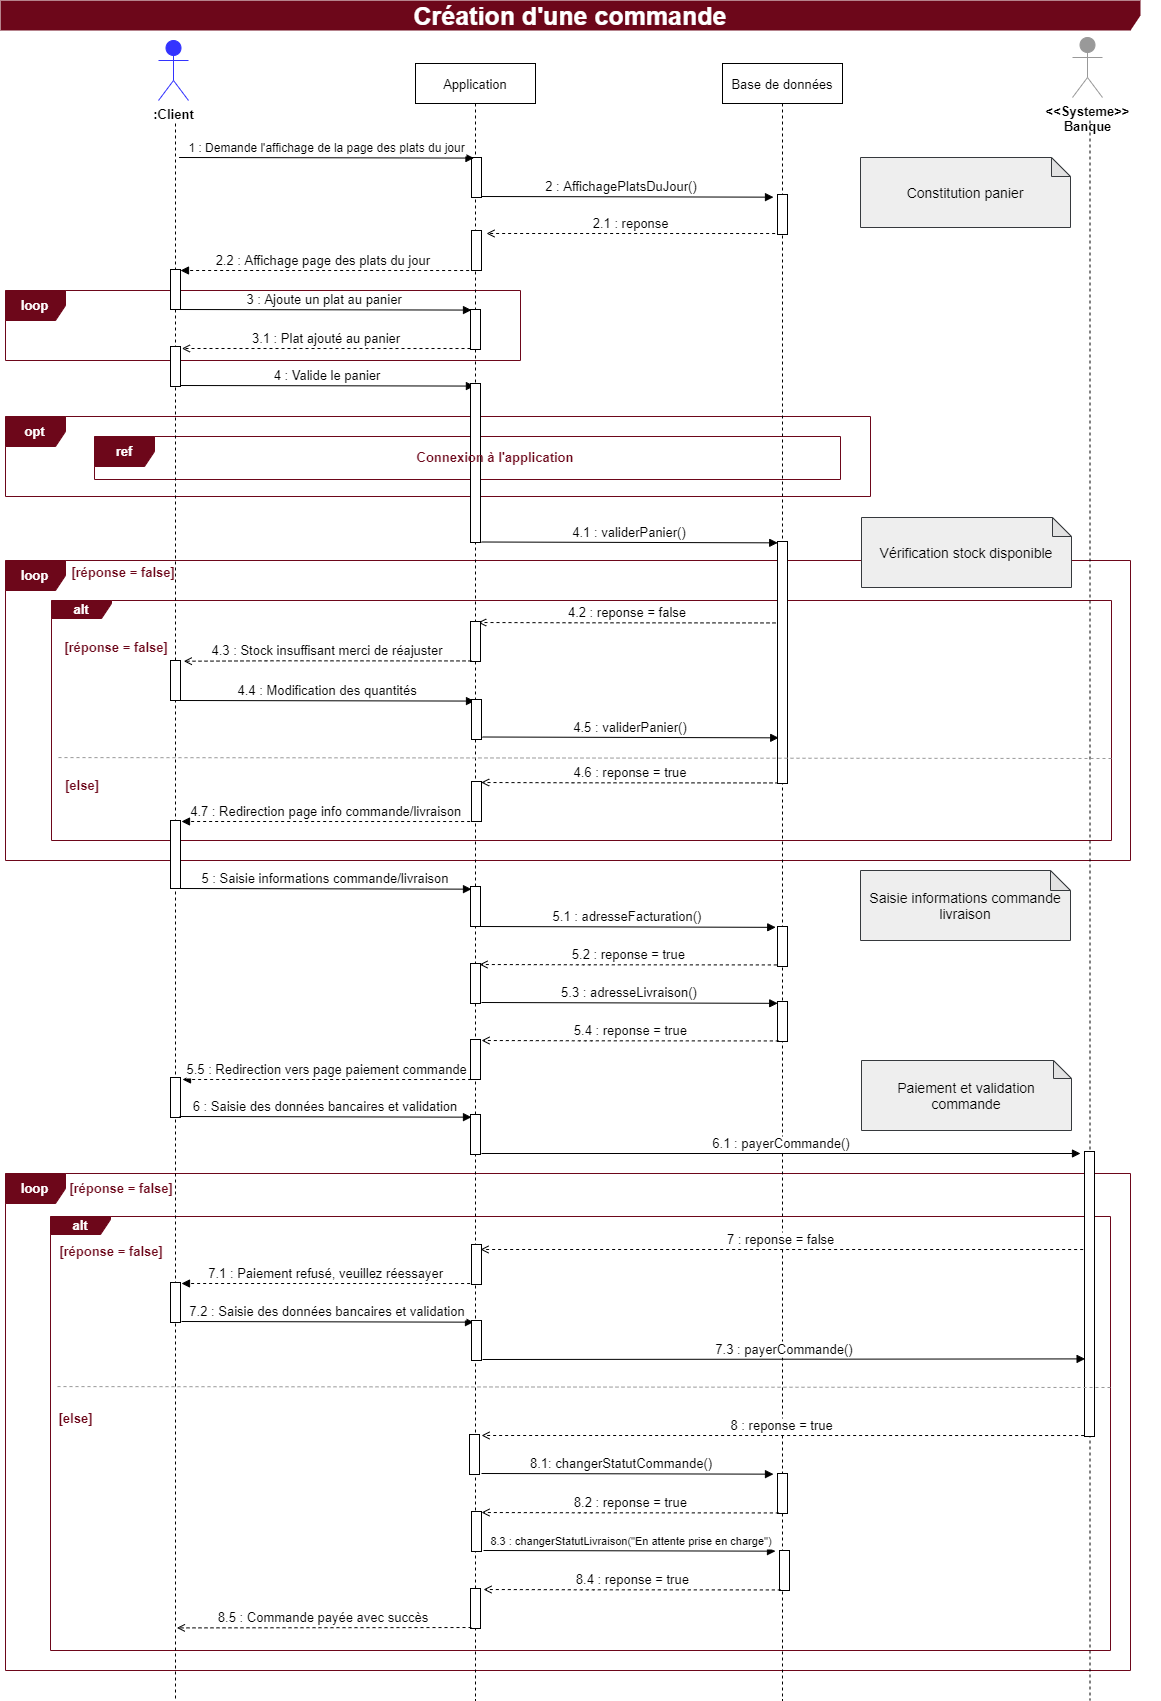 Création d'une commande
:Client
Application
Base de données
<<Systeme>>
Banque
1 : Demande l'affichage de la page des plats du jour
2 : AffichagePlatsDuJour()
Constitution panier
2.1 : reponse
2.2 : Affichage page des plats du jour
loop
3 : Ajoute un plat au panier
3.1 : Plat ajouté au panier
4 : Valide le panier
opt
ref
Connexion à l'application
4.1 : validerPanier()
Vérification stock disponible
loop
[réponse = false]
alt
4.2 : reponse = false
[réponse = false]
4.3 : Stock insuffisant merci de réajuster
4.4 : Modification des quantités
4.5 : validerPanier()
4.6 : reponse = true
[else]
4.7 : Redirection page info commande/livraison
5 : Saisie informations commande/livraison
Saisie informations commande
livraison
5.1 : adresseFacturation()
5.2 : reponse = true
5.3 : adresseLivraison()
5.4 : reponse = true
5.5 : Redirection vers page paiement commande
Paiement et validation
commande
6 : Saisie des données bancaires et validation
6.1 : payerCommande()
loop
[réponse = false]
alt
7 : reponse = false
[réponse = false]
7.1 : Paiement refusé, veuillez réessayer
7.2 : Saisie des données bancaires et validation
7.3 : payerCommande()
[else]
8 : reponse = true
8.1: changerStatutCommande()
8.2 : reponse = true
8.3 : changerStatutLivraison("En attente prise en charge")
8.4 : reponse = true
8.5 : Commande payée avec succès